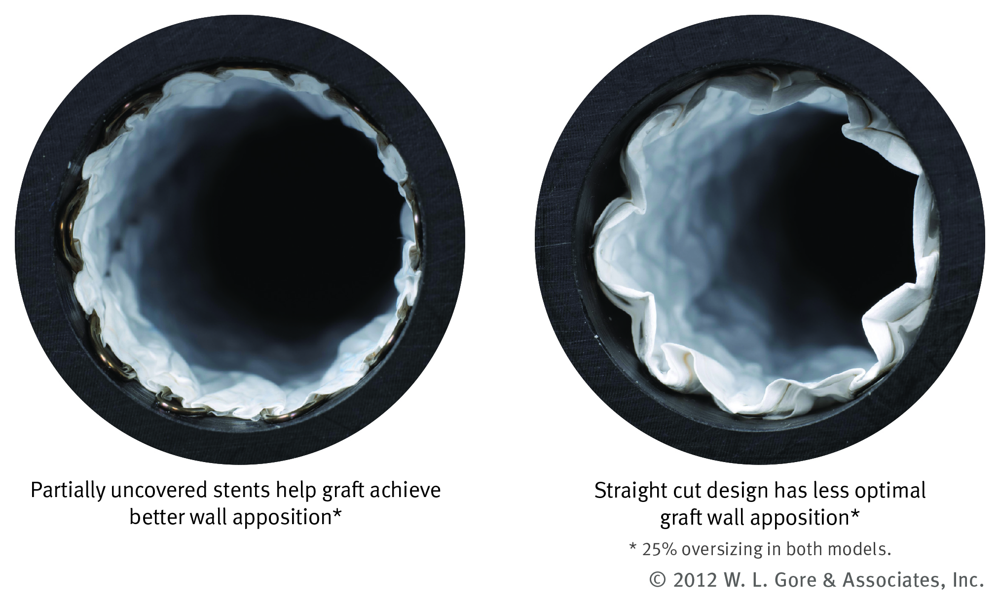 Partially uncovered stents help graft achieve
better wall apposition*
Straight cut design has less optimal
graft wall apposition*
* 25% oversizing in both models.
© 2012 W. L. Gore & Associates, Inc.